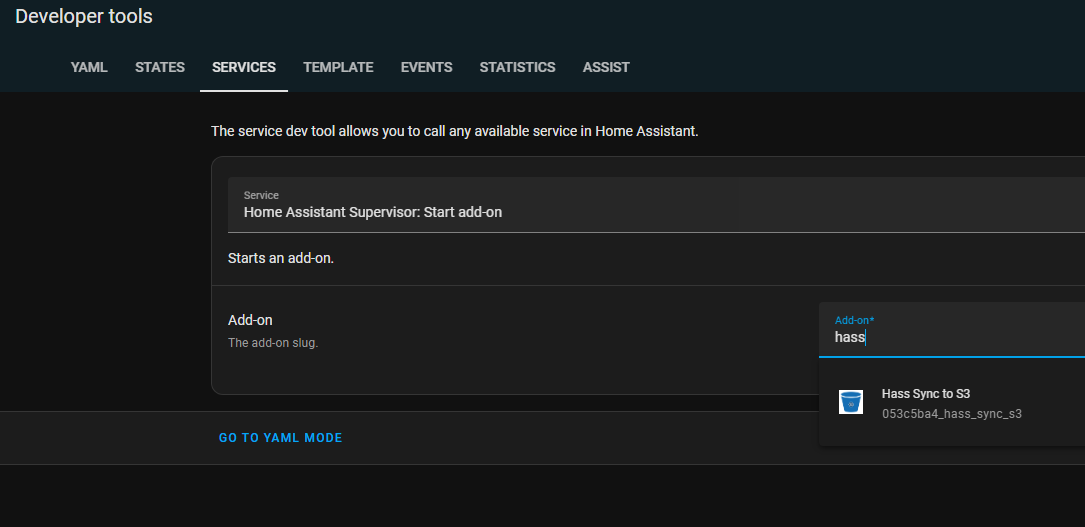 Developer tools
YAML STATES SERVICES TEMPLATE EVENTS STATISTICS ASSIST
The service dev tool allows you to call any available service in Home Assistant.
Service
Home Assistant Supervisor: Start add-on
Starts an add-on.
Add-on
The add-on slug.
Add-on*
hass
Hass Sync to S3
053c5ba4_hass_sync_s3
GO TO YAML MODE